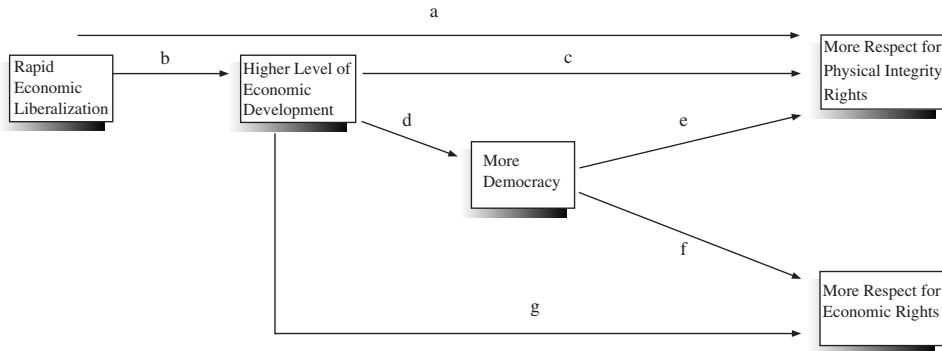 a
b
Rapid
Economic
Liberalization
Higher Level of
Economic
Development
c
More Respect for
Physical Integrity
Rights
d
e
More
Democracy
f
g
More Respect for
Economic Rights